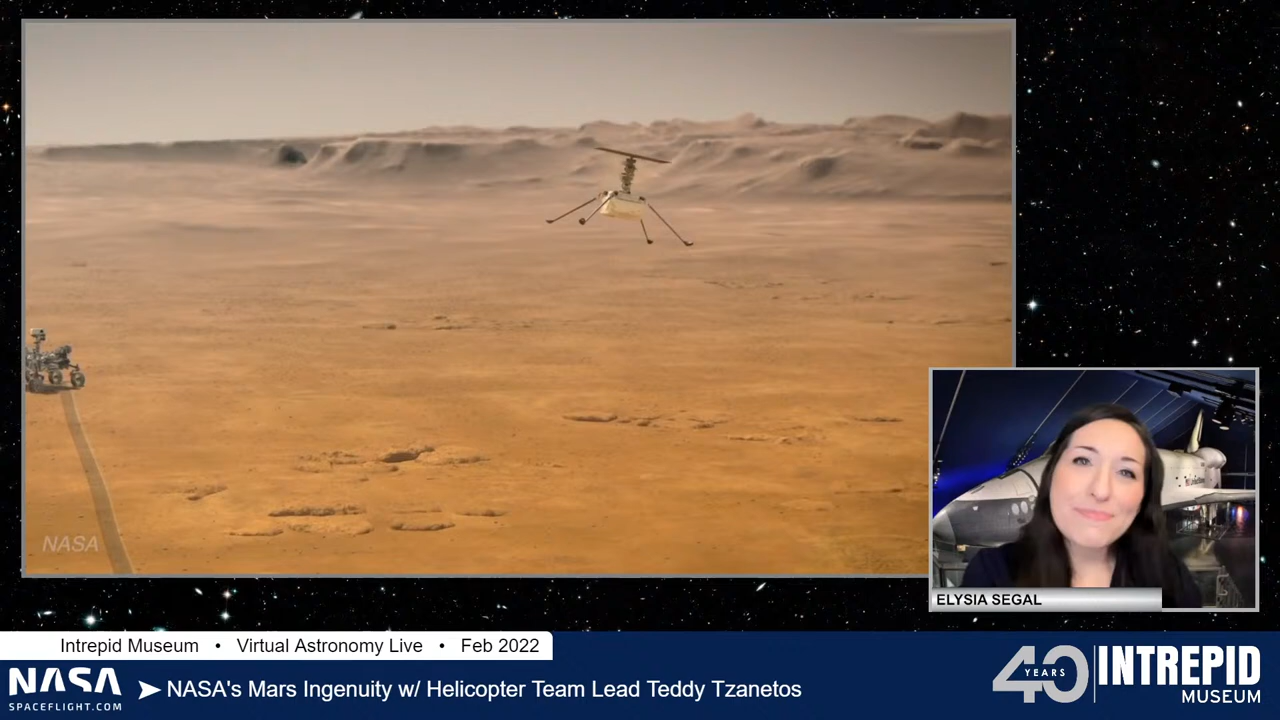 NASA
ELYSIA SEGAL
Intrepid Museum • Virtual Astronomy Live • Feb 2022
NASA
SPACEFLIGHT.COM
NASA's Mars Ingenuity w/ Helicopter Team Lead Teddy Tzanetos
40
YEARS
INTREPID
MUSEUM